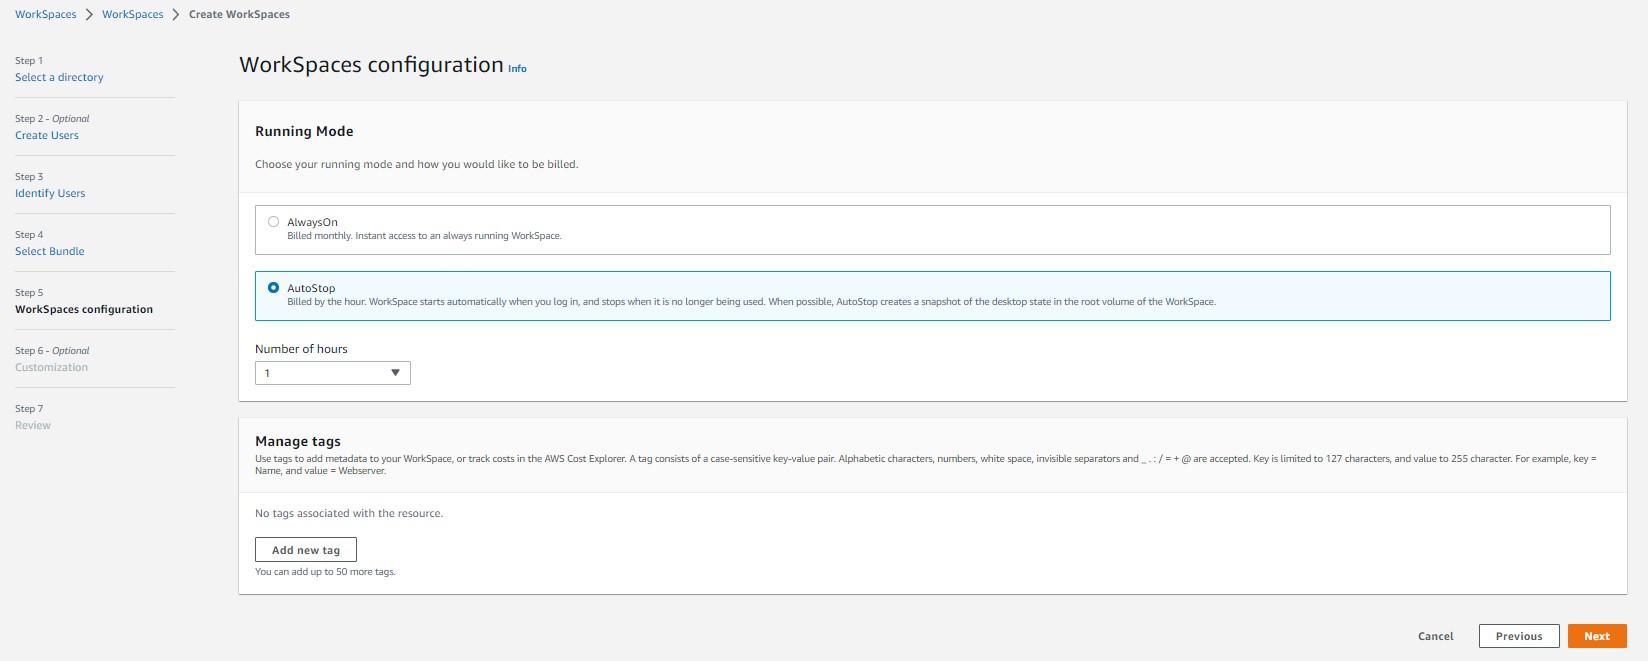 WorkSpaces > WorkSpaces > Create WorkSpaces
Step 1
Select a directory
Step 2 - Optional
Create Users
Step 3
Identify Users
Step 4
Select Bundle
Step 5
WorkSpaces configuration
Step 6 - Optional
Customization
Step 7
Review
WorkSpaces configuration Info
Running Mode
Choose your running mode and how you would like to be billed.
AlwaysOn
Billed monthly. Instant access to an always running WorkSpace.
AutoStop
Billed by the hour. WorkSpace starts automatically when you log in, and stops when it is no longer being used. When possible, AutoStop creates a snapshot of the desktop state in the root volume of the WorkSpace.
Number of hours
1
Manage tags
Use tags to add metadata to your WorkSpace, or track costs in the AWS Cost Explorer. A tag consists of a case-sensitive key-value pair. Alphabetic characters, numbers, white space, invisible separators and _ . : / = + @ are accepted. Key is limited to 127 characters, and value to 255 character. For example, key =
Name, and value = Webserver.
No tags associated with the resource.
Add new tag
You can add up to 50 more tags.
Cancel Previous Next